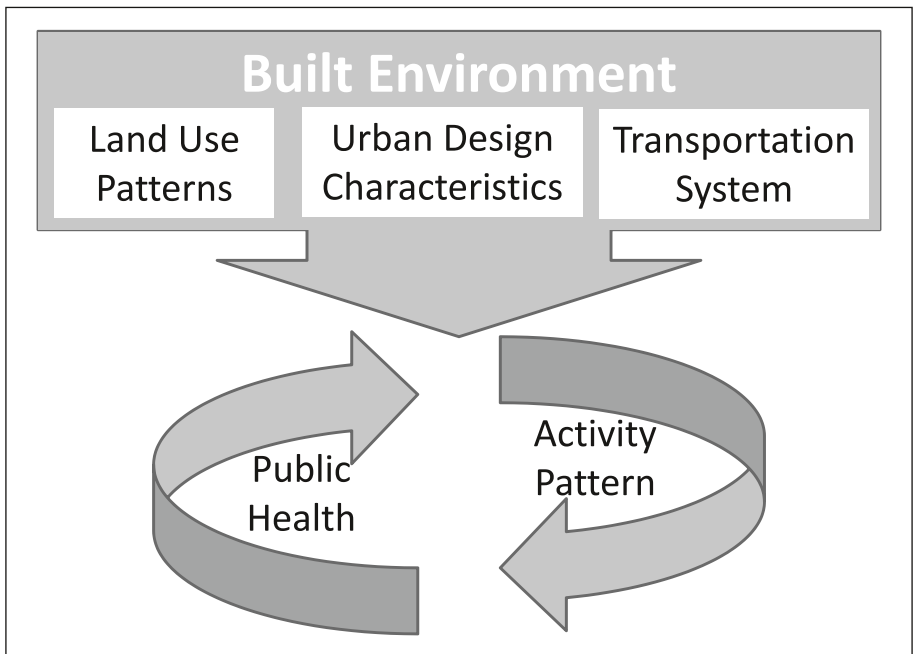 Built Environment
Land Use
Patterns
Urban Design
Characteristics
Transportation
System
Activity
Pattern
Public
Health